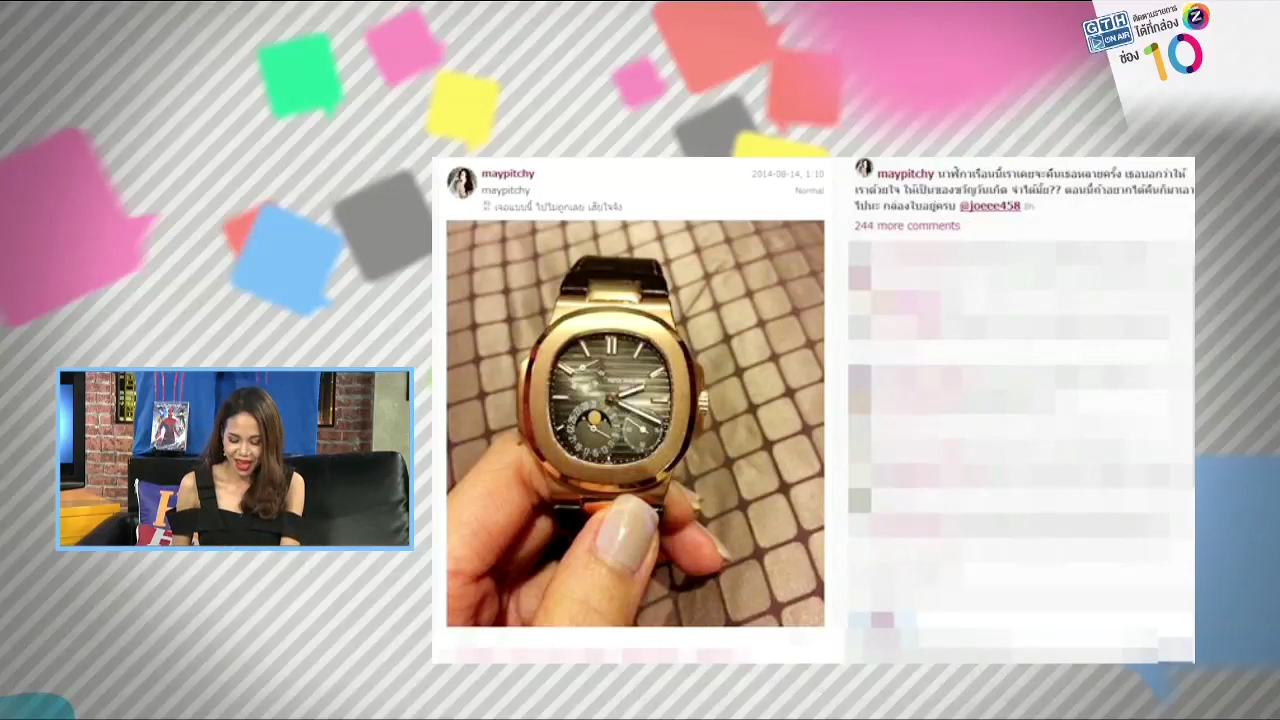 GTH
ON AIR
ติดตามรายการ
ได้ที่กล่อง Z
ช่อง 10
maypitchy
2014-08-14, 1:10
maypitchy
Normal
เจอแบบนี้ ไปไม่ถูกเลย เสียใจจัง
maypitchy นาฬิกาเรือนนี้เราเคยจะคืนเธอหลายครั้ง เธอบอกว่าให้
เราด้วยใจ ให้เป็นของขวัญวันเกิด จำได้มั้ย?? ตอนนี้ถ้าอยากได้คืนก็มาเอา
ไปนะ กล่องใบอยู่ครบ @joeee458
244 more comments